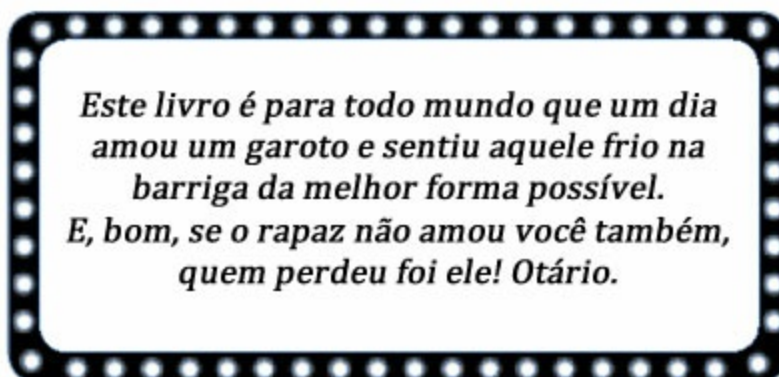 Este livro é para todo mundo que um dia
amou um garoto e sentiu aquele frio na
barriga da melhor forma possível.
E, bom, se o rapaz não amou você também,
quem perdeu foi ele! Otário.